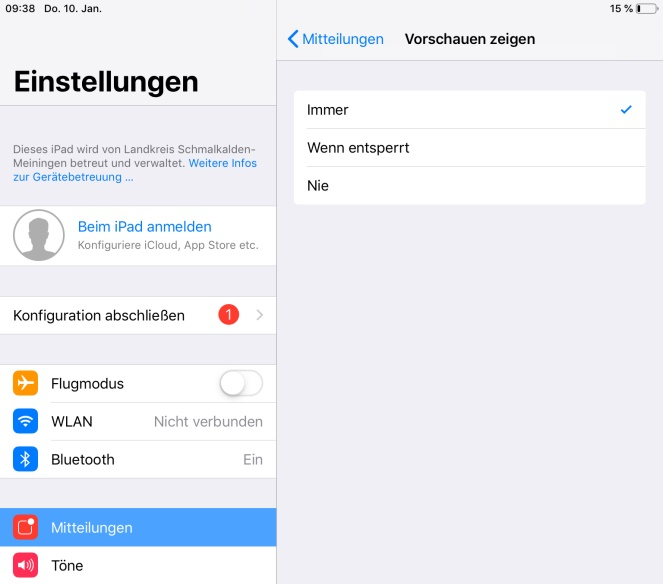 09:38 Do. 10. Jan.
15 %
Einstellungen
Dieses iPad wird von Landkreis Schmalkalden-
Meiningen betreut und verwaltet. Weitere Infos
zur Gerätebetreuung ...
Beim iPad anmelden
Konfiguriere iCloud, App Store etc.
Konfiguration abschließen 1
Flugmodus
WLAN Nicht verbunden
Bluetooth Ein
Mitteilungen
Töne
Mitteilungen Vorschauen zeigen
Immer
Wenn entsperrt
Nie